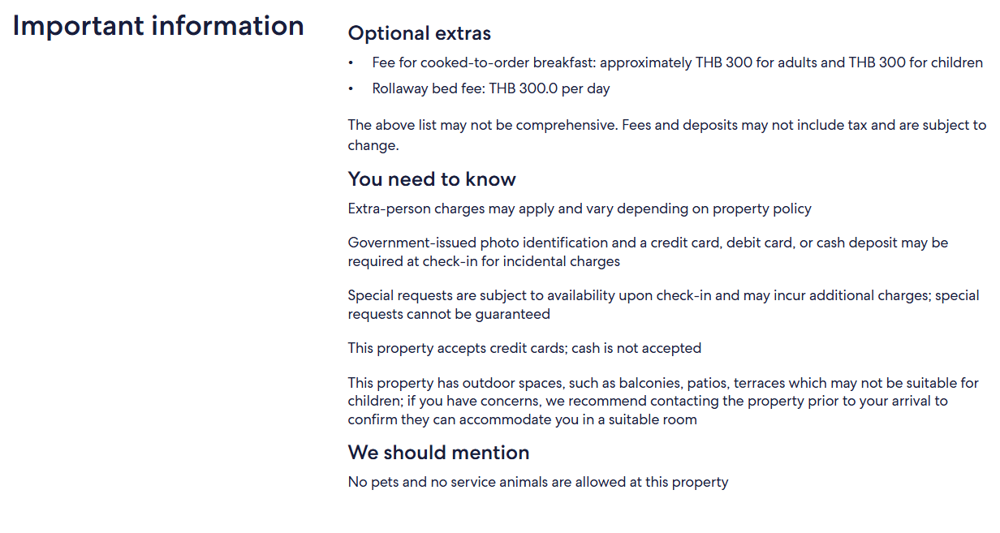 Important information
Optional extras
• Fee for cooked-to-order breakfast: approximately THB 300 for adults and THB 300 for children
• Rollaway bed fee: THB 300.0 per day
The above list may not be comprehensive. Fees and deposits may not include tax and are subject to
change.
You need to know
Extra-person charges may apply and vary depending on property policy
Government-issued photo identification and a credit card, debit card, or cash deposit may be
required at check-in for incidental charges
Special requests are subject to availability upon check-in and may incur additional charges; special
requests cannot be guaranteed
This property accepts credit cards; cash is not accepted
This property has outdoor spaces, such as balconies, patios, terraces which may not be suitable for
children; if you have concerns, we recommend contacting the property prior to your arrival to
confirm they can accommodate you in a suitable room
We should mention
No pets and no service animals are allowed at this property